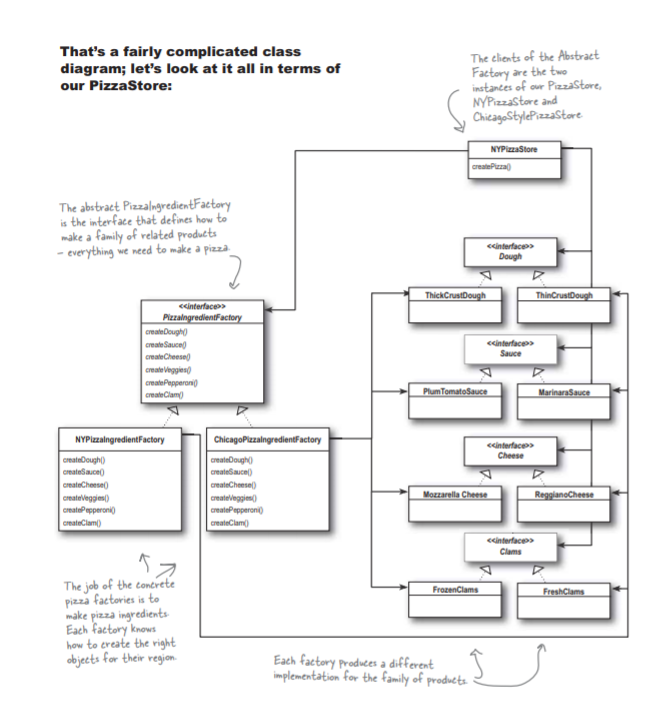 That's a fairly complicated class
diagram; let's look at it all in terms of
our PizzaStore:
The clients of the Abstract
Factory are the two
instances of our PizzaStore,
NYPizzaStore and
ChicagoStylePizzaStore
NYPizzaStore
createPizza()
The abstract PizzaIngredientFactory
is the interface that defines how to
make a family of related products
- everything we need to make a pizza.
<<interface>>
Dough
ThickCrustDough
ThinCrustDough
<<interface>>
PizzaIngredientFactory
createDough()
createSauce()
createCheese()
createVeggies()
createPepperoni()
createClam()
<<interface>>
Sauce
PlumTomatoSauce
MarinaraSauce
NYPizzaIngredientFactory
createDough()
createSauce()
createCheese()
createVeggies()
createPepperoni()
createClam()
ChicagoPizzaIngredientFactory
createDough()
createSauce()
createCheese()
createVeggies()
createPepperoni()
createClam()
<<interface>>
Cheese
Mozzarella Cheese
ReggianoCheese
<<interface>>
Clams
FrozenClams
FreshClams
The job of the concrete
pizza factories is to
make pizza ingredients.
Each factory knows
how to create the right
objects for their region.
Each factory produces a different
implementation for the family of products.